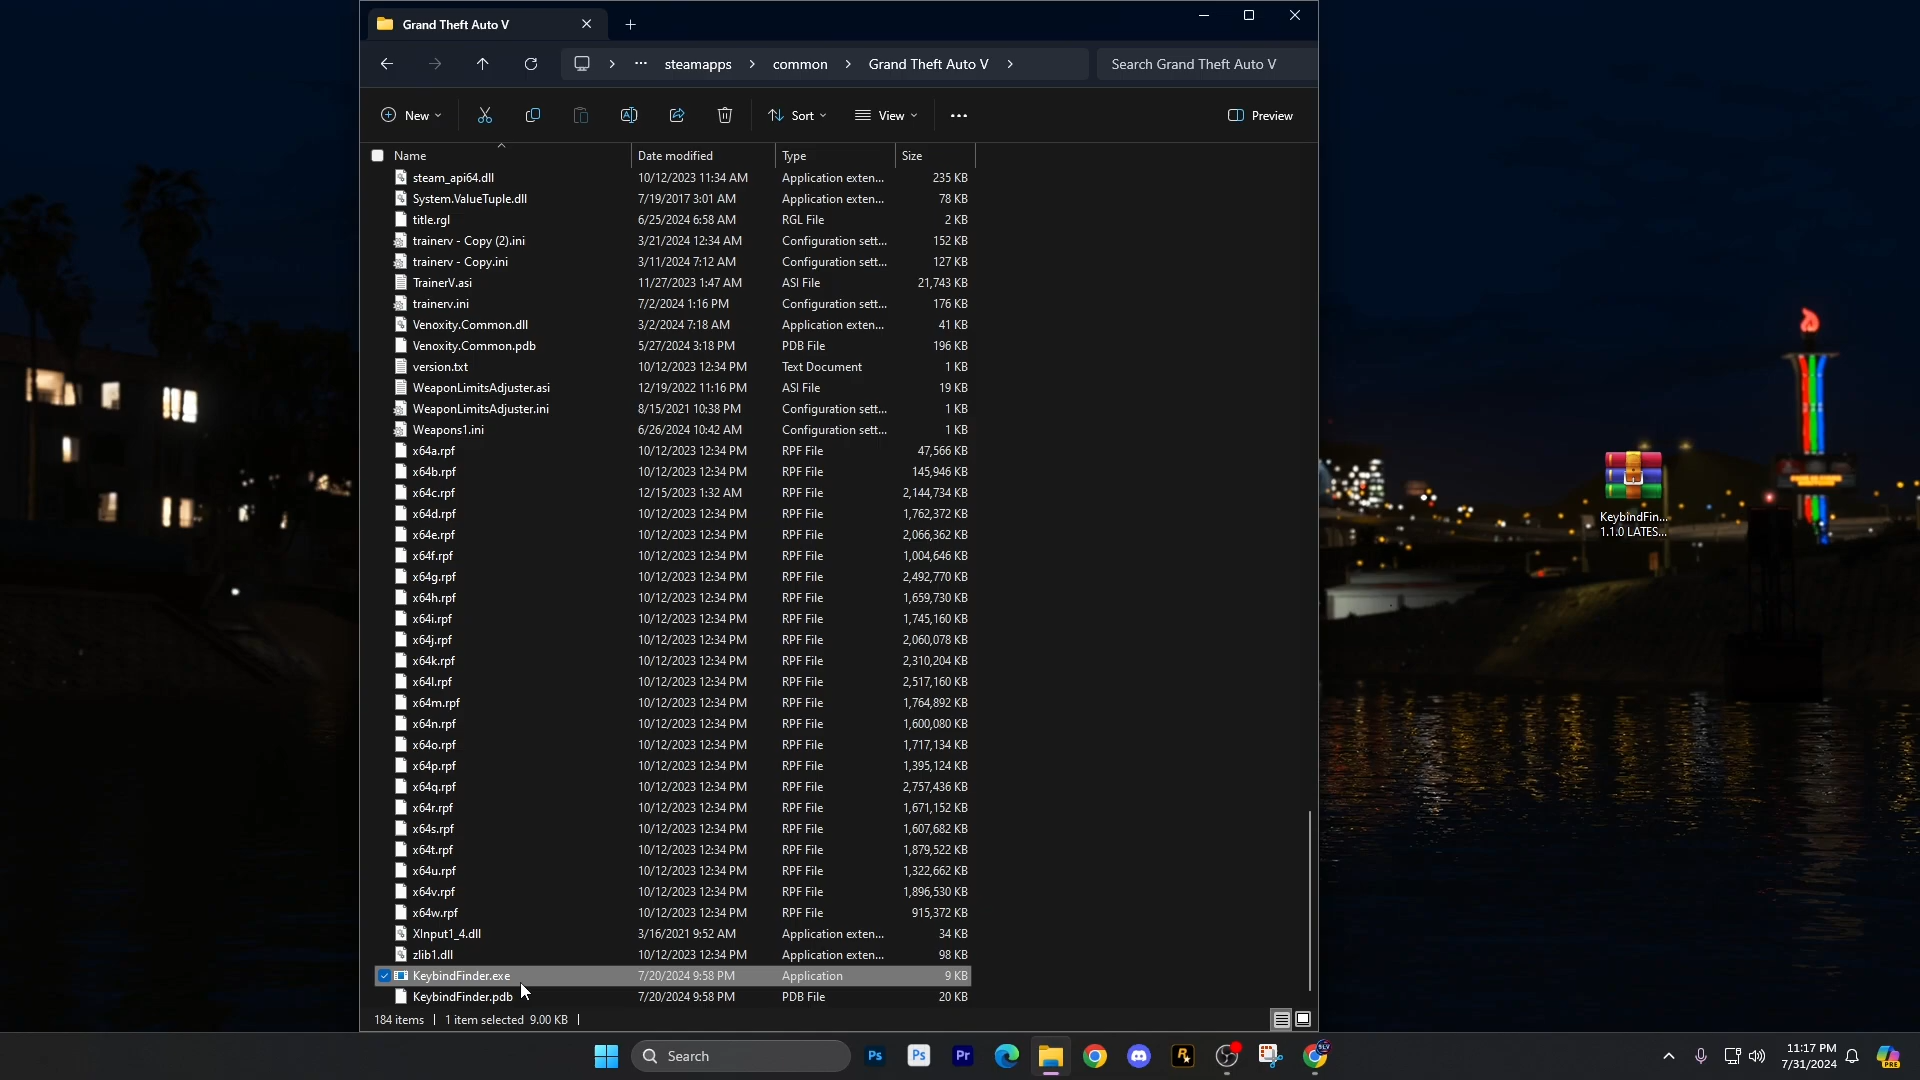 Grand Theft Auto V
steamapps
common
Grand Theft Auto V
Search Grand Theft Auto V
New
Sort
View
Preview
Name
Date modified
Type
Size
steam_api64.dll 10/12/2023 11:34 AM Application exten... 235 KB
System.ValueTuple.dll 7/19/2017 3:01 AM Application exten... 78 KB
title.rgl 6/25/2024 6:58 AM RGL File 2 KB
trainerv - Copy (2).ini 3/21/2024 12:34 AM Configuration sett... 152 KB
trainerv - Copy.ini 3/11/2024 7:12 AM Configuration sett... 127 KB
TrainerV.asi 11/27/2023 1:47 AM ASI File 21,743 KB
trainerv.ini 7/2/2024 1:16 PM Configuration sett... 176 KB
Venoxity.Common.dll 3/2/2024 7:18 AM Application exten... 41 KB
Venoxity.Common.pdb 5/27/2024 3:18 PM PDB File 196 KB
version.txt 10/12/2023 12:34 PM Text Document 1 KB
WeaponLimitsAdjuster.asi 12/19/2022 11:16 PM ASI File 19 KB
WeaponLimitsAdjuster.ini 8/15/2021 10:38 PM Configuration sett... 1 KB
Weapons1.ini 6/26/2024 10:42 AM Configuration sett... 1 KB
x64a.rpf 10/12/2023 12:34 PM RPF File 47,566 KB
x64b.rpf 10/12/2023 12:34 PM RPF File 145,946 KB
x64c.rpf 12/15/2023 1:32 AM RPF File 2,144,734 KB
x64d.rpf 10/12/2023 12:34 PM RPF File 1,762,372 KB
x64e.rpf 10/12/2023 12:34 PM RPF File 2,066,362 KB
x64f.rpf 10/12/2023 12:34 PM RPF File 1,004,646 KB
x64g.rpf 10/12/2023 12:34 PM RPF File 2,492,770 KB
x64h.rpf 10/12/2023 12:34 PM RPF File 1,659,730 KB
x64i.rpf 10/12/2023 12:34 PM RPF File 1,745,160 KB
x64j.rpf 10/12/2023 12:34 PM RPF File 2,060,078 KB
x64k.rpf 10/12/2023 12:34 PM RPF File 2,310,204 KB
x64l.rpf 10/12/2023 12:34 PM RPF File 2,517,160 KB
x64m.rpf 10/12/2023 12:34 PM RPF File 1,764,892 KB
x64n.rpf 10/12/2023 12:34 PM RPF File 1,600,080 KB
x64o.rpf 10/12/2023 12:34 PM RPF File 1,717,134 KB
x64p.rpf 10/12/2023 12:34 PM RPF File 1,395,124 KB
x64q.rpf 10/12/2023 12:34 PM RPF File 2,757,436 KB
x64r.rpf 10/12/2023 12:34 PM RPF File 1,671,152 KB
x64s.rpf 10/12/2023 12:34 PM RPF File 1,607,682 KB
x64t.rpf 10/12/2023 12:34 PM RPF File 1,879,522 KB
x64u.rpf 10/12/2023 12:34 PM RPF File 1,322,662 KB
x64v.rpf 10/12/2023 12:34 PM RPF File 1,896,530 KB
x64w.rpf 10/12/2023 12:34 PM RPF File 915,372 KB
XInput1_4.dll 3/16/2021 9:52 AM Application exten... 34 KB
zlib1.dll 10/12/2023 12:34 PM Application exten... 98 KB
KeybindFinder.exe 7/20/2024 9:58 PM Application 9 KB
KeybindFinder.pdb 7/20/2024 9:58 PM PDB File 20 KB
184 items
1 item selected 9.00 KB
KeybindFin...
1.1.0 LATES...
Search
Ps
Ps
Pr
R
SLV
11:17 PM
7/31/2024
PRE